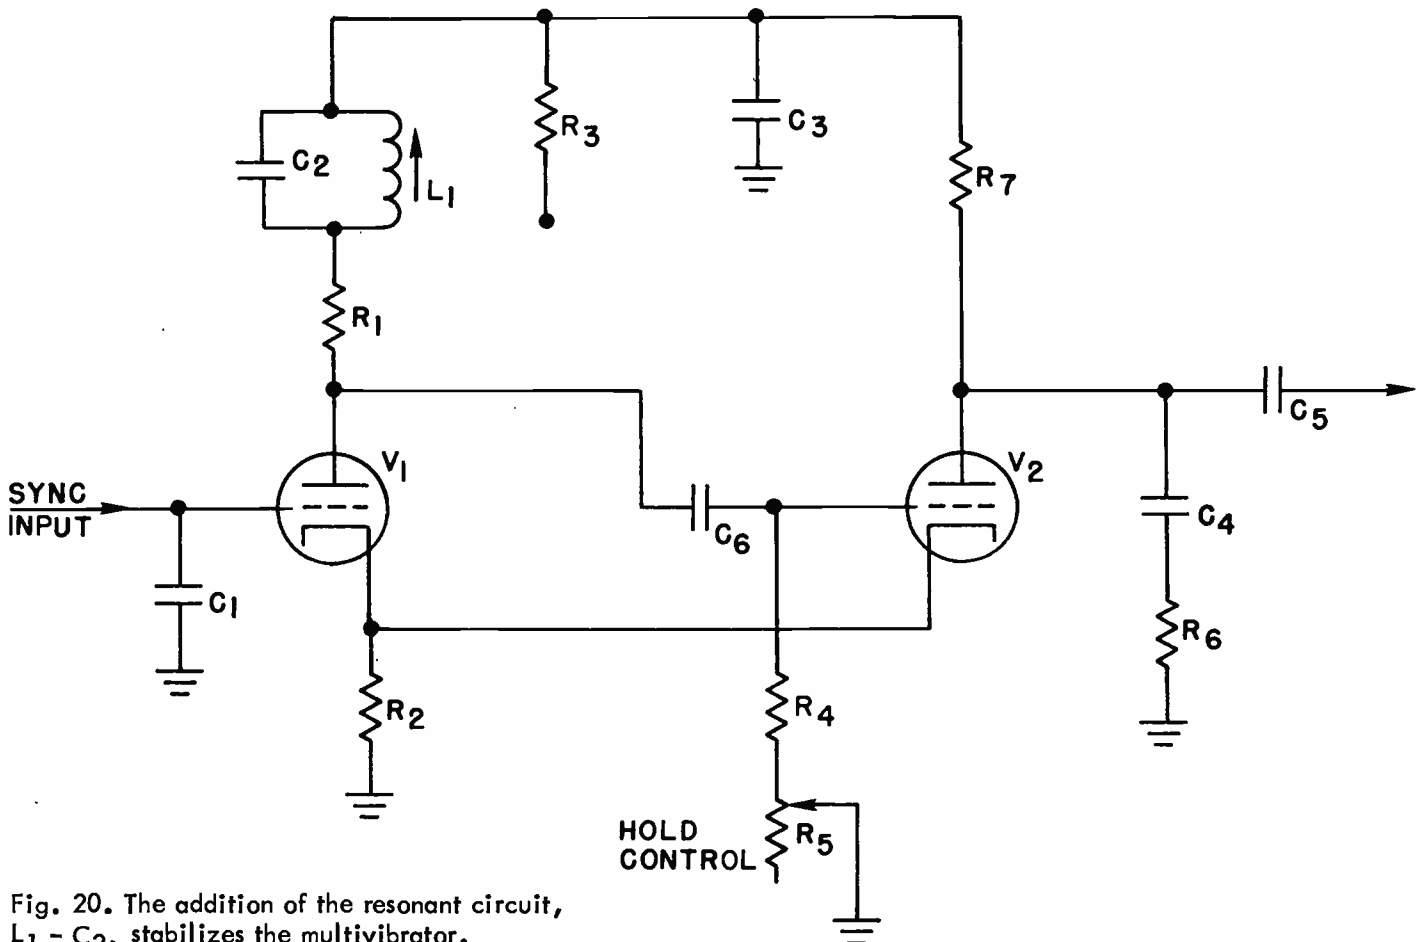 C2
L1
R3
C3
R7
R1
V1
V2
C5
SYNC
INPUT
C6
C4
C1
R6
R2
R4
HOLD
CONTROL
R5
Fig. 20. The addition of the resonant circuit,
L1 - C2, stabilizes the multivibrator.